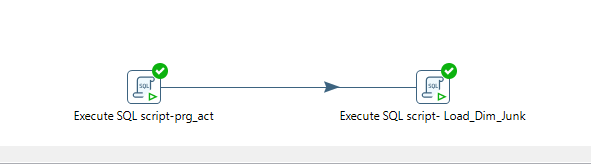 SQL
SQL
Execute SQL script-prg_act
Execute SQL script- Load_Dim_Junk